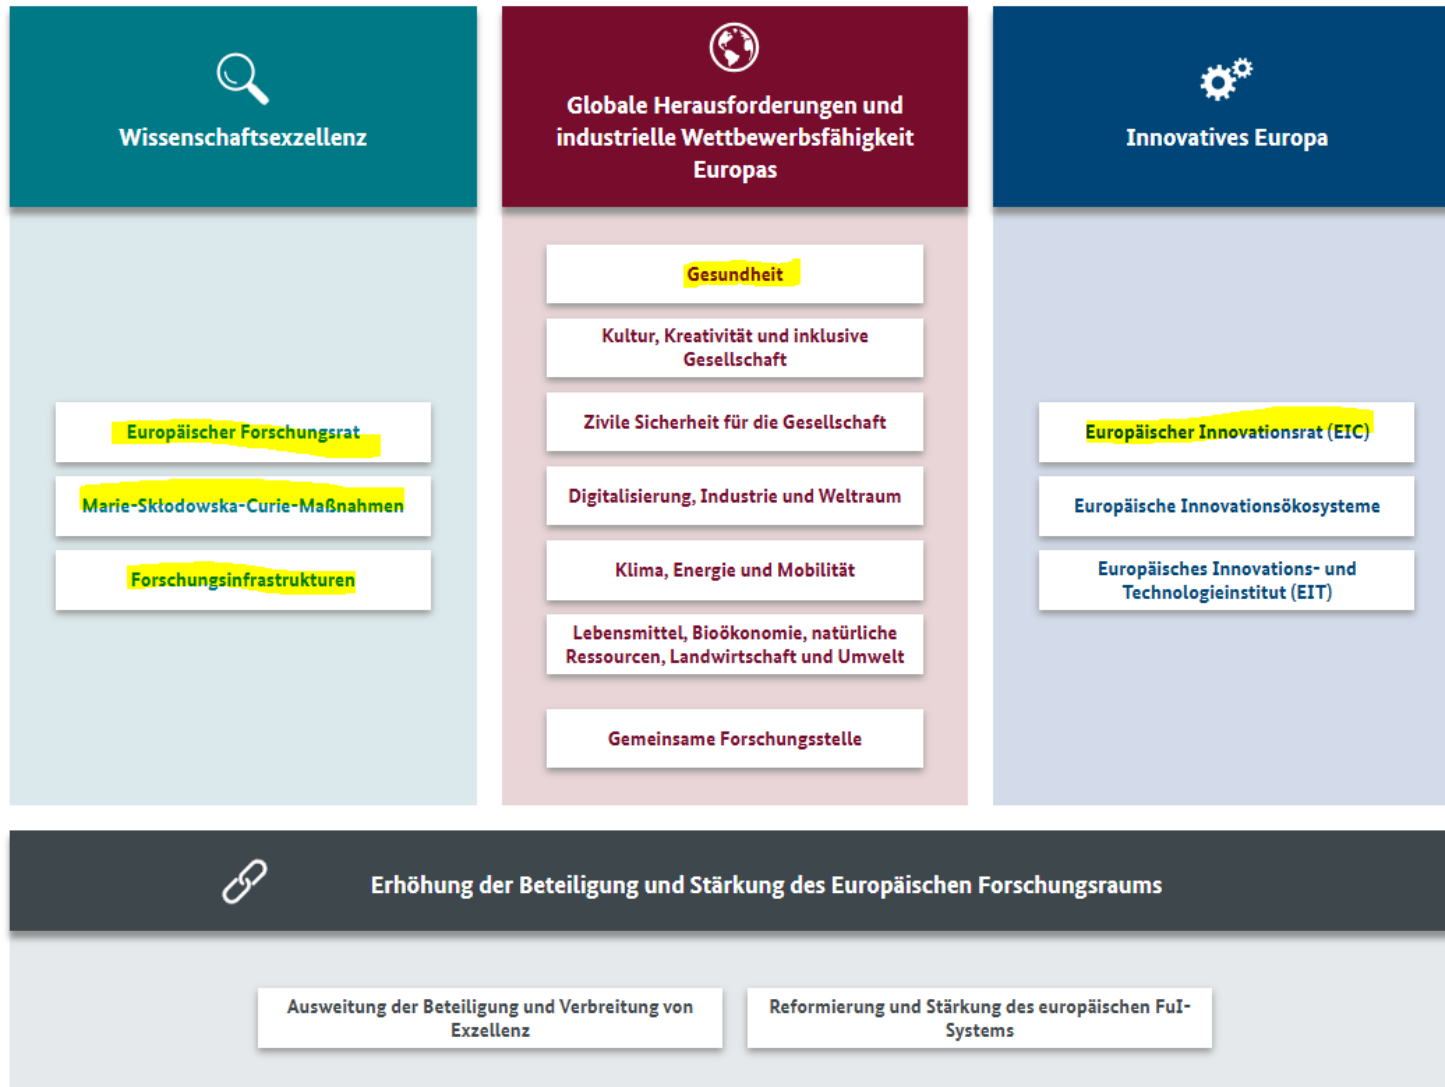 Wissenschaftsexzellenz
Europäischer Forschungsrat
Marie-Skłodowska-Curie-Maßnahmen
Forschungsinfrastrukturen
Globale Herausforderungen und
industrielle Wettbewerbsfähigkeit
Europas
Gesundheit
Kultur, Kreativität und inklusive
Gesellschaft
Zivile Sicherheit für die Gesellschaft
Digitalisierung, Industrie und Weltraum
Klima, Energie und Mobilität
Lebensmittel, Bioökonomie, natürliche
Ressourcen, Landwirtschaft und Umwelt
Gemeinsame Forschungsstelle
Innovatives Europa
Europäischer Innovationsrat (EIC)
Europäische Innovationsökosysteme
Europäisches Innovations- und
Technologieinstitut (EIT)
Erhöhung der Beteiligung und Stärkung des Europäischen Forschungsraums
Ausweitung der Beteiligung und Verbreitung von
Exzellenz
Reformierung und Stärkung des europäischen FuI-
Systems